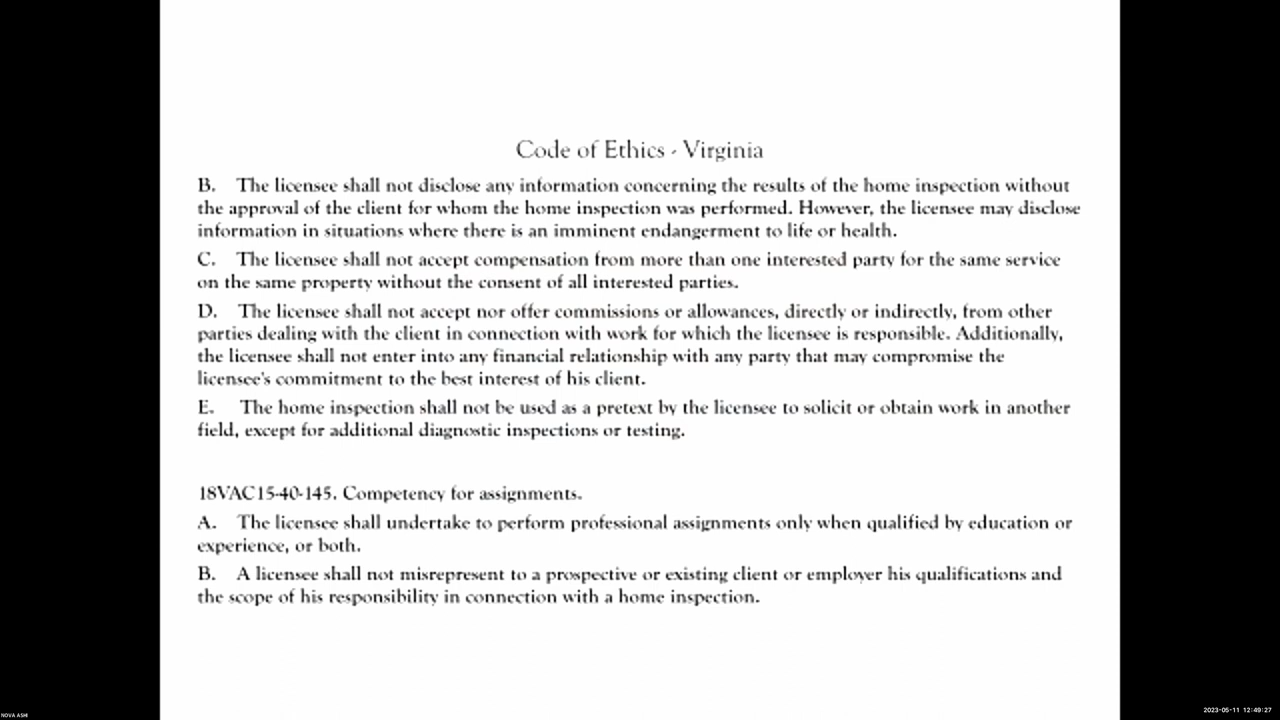 Code of Ethics - Virginia
B. The licensee shall not disclose any information concerning the results of the home inspection without
the approval of the client for whom the home inspection was performed. However, the licensee may disclose
information in situations where there is an imminent endangerment to life or health.
C. The licensee shall not accept compensation from more than one interested party for the same service
on the same property without the consent of all interested parties.
D. The licensee shall not accept nor offer commissions or allowances, directly or indirectly, from other
parties dealing with the client in connection with work for which the licensee is responsible. Additionally,
the licensee shall not enter into any financial relationship with any party that may compromise the
licensee's commitment to the best interest of his client.
E. The home inspection shall not be used as a pretext by the licensee to solicit or obtain work in another
field, except for additional diagnostic inspections or testing.
18VAC15-40-145. Competency for assignments.
A. The licensee shall undertake to perform professional assignments only when qualified by education or
experience, or both.
B. A licensee shall not misrepresent to a prospective or existing client or employer his qualifications and
the scope of his responsibility in connection with a home inspection.
NOVA ASHI
2023-05-11 12:49:27